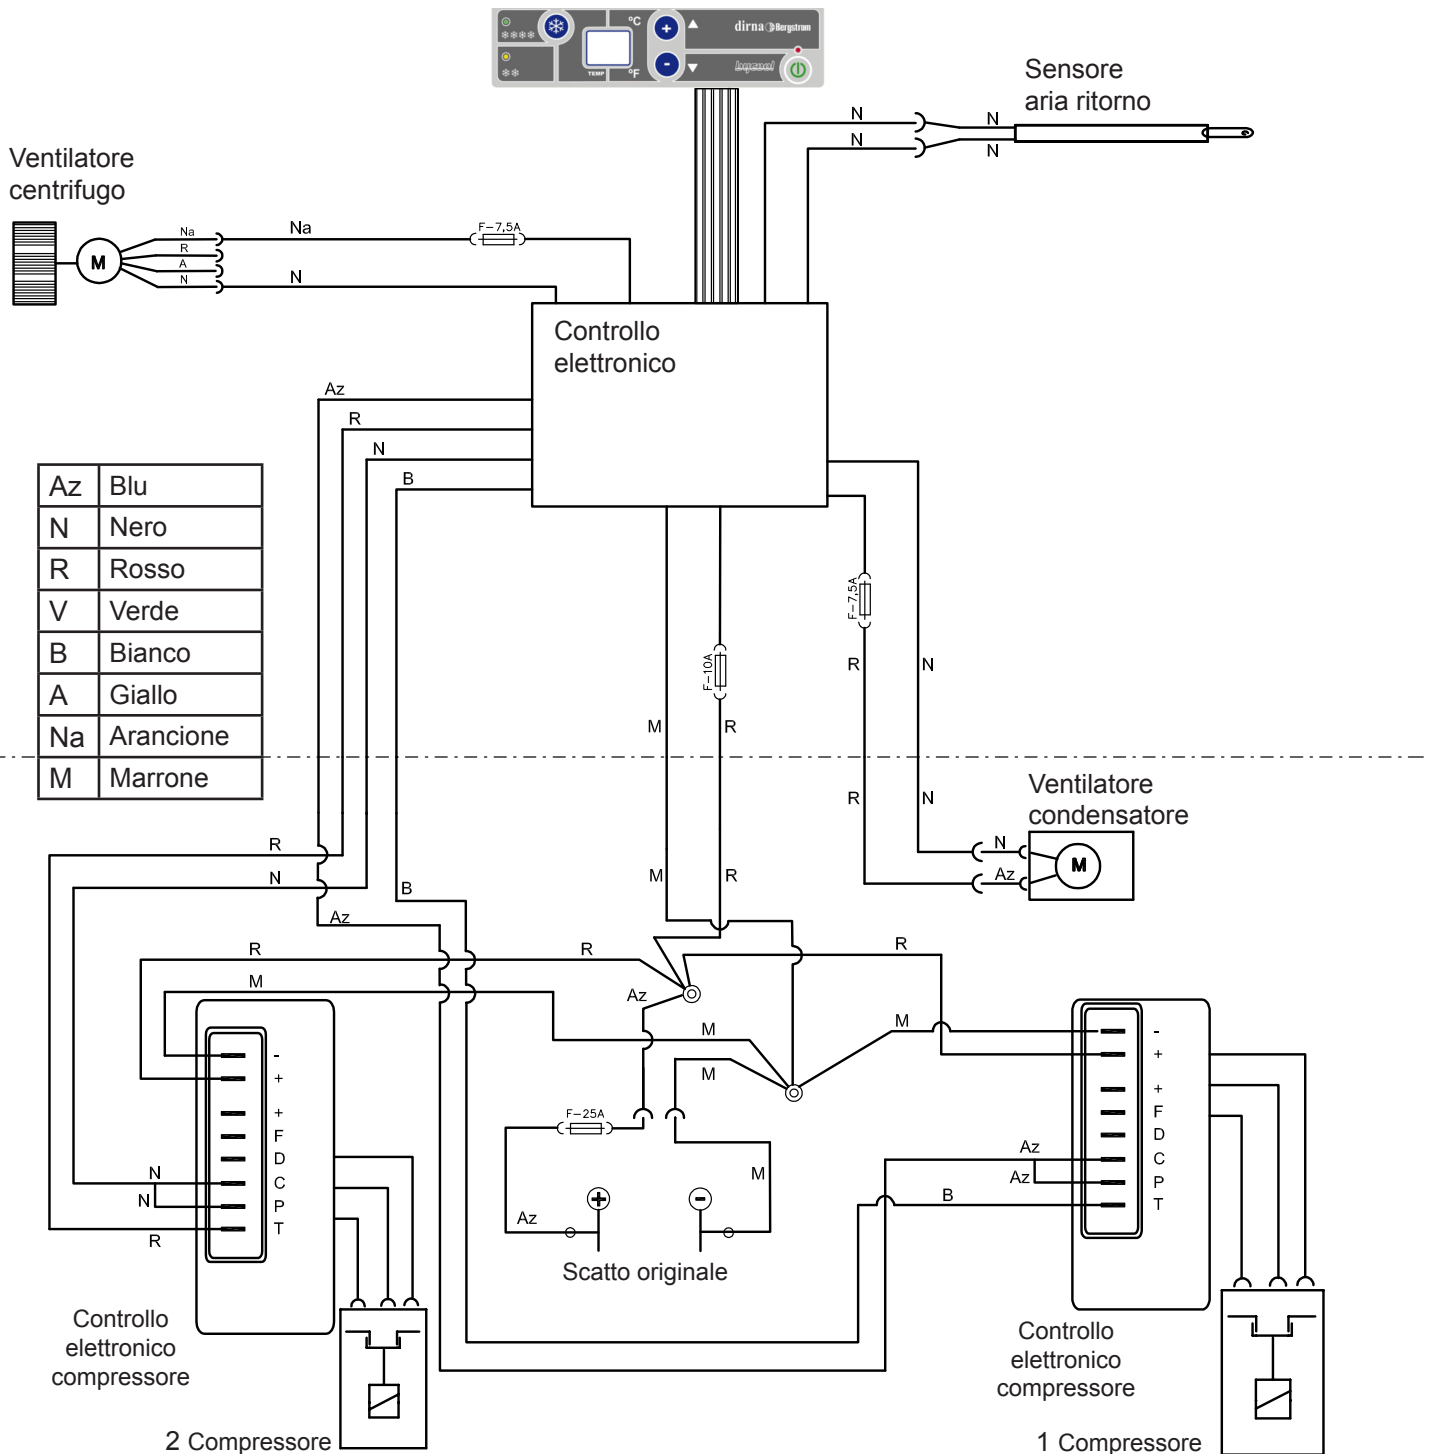 °C
dirna Bergstrom
TEMP
°F
bycool
Sensore
aria ritorno
N
N
N
N
Ventilatore
centrifugo
Na
R
A
N
Na
N
F-7,5A
M
Controllo
elettronico
Az
R
N
B
Az Blu
N Nero
R Rosso
V Verde
B Bianco
A Giallo
Na Arancione
M Marrone
F-7,5A
F-10A
R
N
M
R
R
N
Ventilatore
condensatore
N
Az
M
R
N
B
Az
M
R
R
M
R
Az
R
M
M
M
-
+
+
F
D
C
P
T
N
N
R
F-25A
Az
+
-
M
Scatto originale
-
+
+
F
D
C
P
T
Az
Az
B
Controllo
elettronico
compressore
2 Compressore
Controllo
elettronico
compressore
1 Compressore